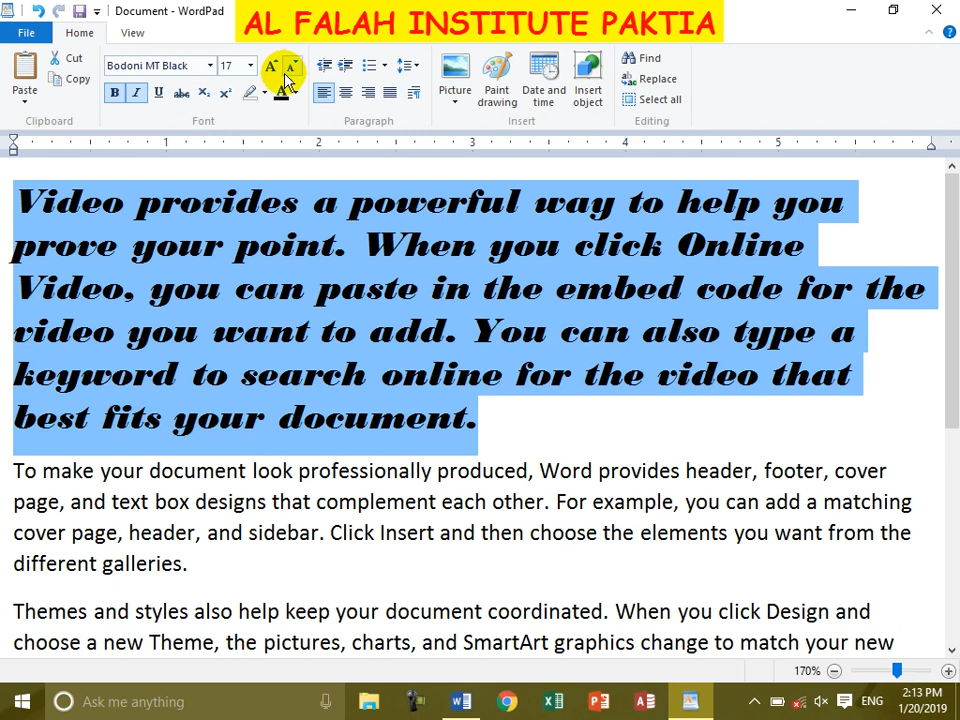 Document - WordPad
AL FALAH INSTITUTE PAKTIA
File
Home
View
Paste
Cut
Copy
Clipboard
Bodoni MT Black
17
Font
Paragraph
Picture
Paint drawing
Date and time
Insert object
Insert
Find
Replace
Select all
Editing
1 2 3 4 5
Video provides a powerful way to help you
prove your point. When you click Online
Video, you can paste in the embed code for the
video you want to add. You can also type a
keyword to search online for the video that
best fits your document.
To make your document look professionally produced, Word provides header, footer, cover
page, and text box designs that complement each other. For example, you can add a matching
cover page, header, and sidebar. Click Insert and then choose the elements you want from the
different galleries.
Themes and styles also help keep your document coordinated. When you click Design and
choose a new Theme, the pictures, charts, and SmartArt graphics change to match your new
170%
Ask me anything
ENG
2:13 PM
1/20/2019